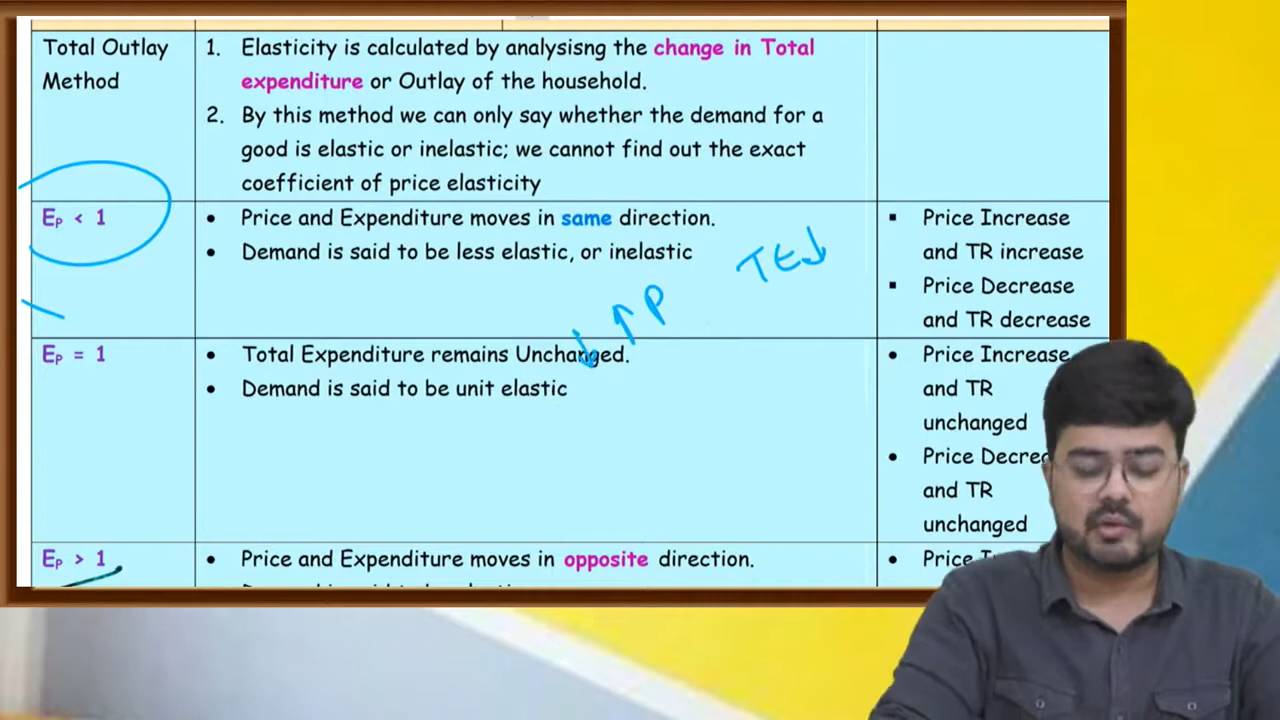 Total Outlay
Method
1. Elasticity is calculated by analysisng the change in Total
expenditure or Outlay of the household.
2. By this method we can only say whether the demand for a
good is elastic or inelastic; we cannot find out the exact
coefficient of price elasticity
EP < 1
• Price and Expenditure moves in same direction.
• Demand is said to be less elastic, or inelastic
▪ Price Increase
and TR increase
▪ Price Decrease
and TR decrease
TE↓
↓ ↑ P
EP = 1
• Total Expenditure remains Unchanged.
• Demand is said to be unit elastic
• Price Increase
and TR
unchanged
• Price Decre
and TR
unchanged
EP > 1
• Price and Expenditure moves in opposite direction.
• Price